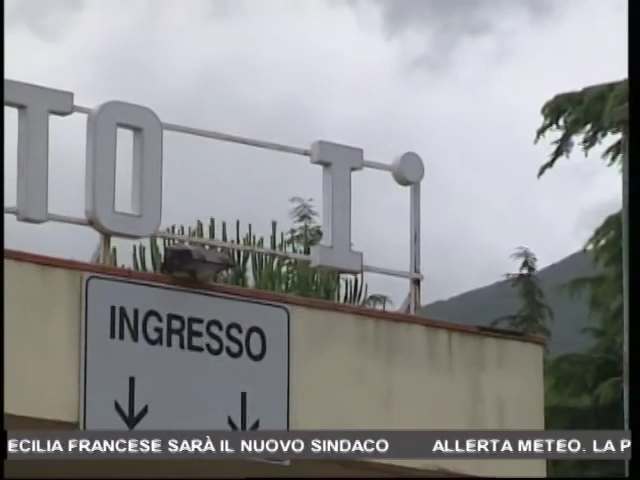 TO I.
INGRESSO
ECILIA FRANCESE SARÀ IL NUOVO SINDACO ALLERTA METEO. LA P